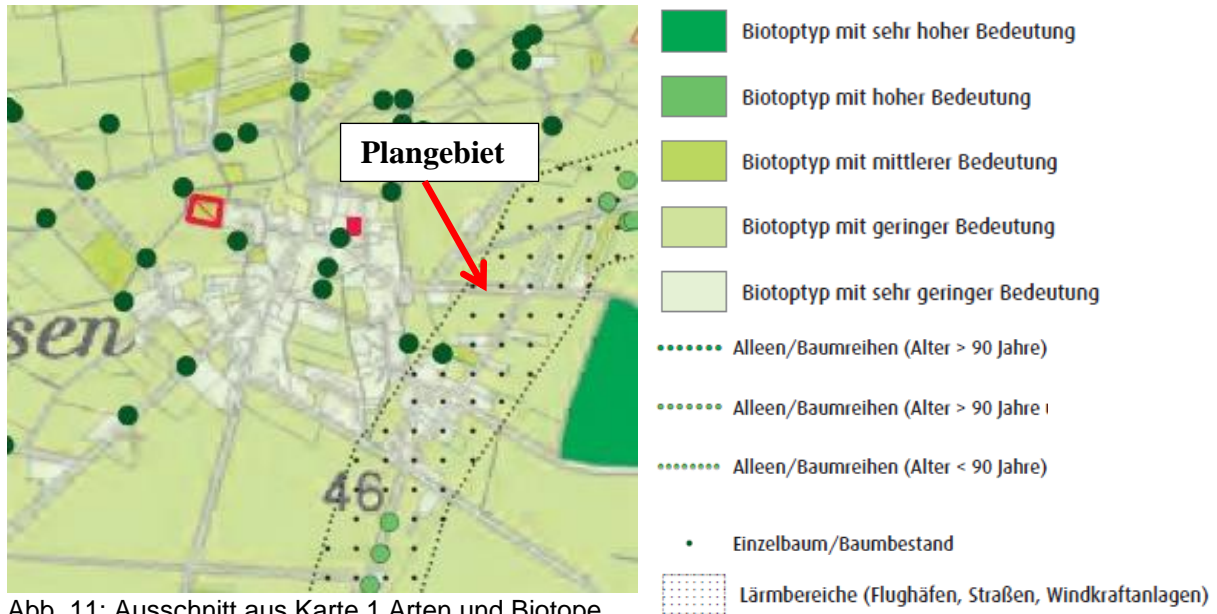 Plangebiet
sen
46
Abb. 11: Ausschnitt aus Karte 1 Arten und Biotope
Biotoptyp mit sehr hoher Bedeutung
Biotoptyp mit hoher Bedeutung
Biotoptyp mit mittlerer Bedeutung
Biotoptyp mit geringer Bedeutung
Biotoptyp mit sehr geringer Bedeutung
Alleen/Baumreihen (Alter > 90 Jahre)
Alleen/Baumreihen (Alter > 90 Jahre
Alleen/Baumreihen (Alter < 90 Jahre)
Einzelbaum/Baumbestand
Lärmbereiche (Flughäfen, Straßen, Windkraftanlagen)